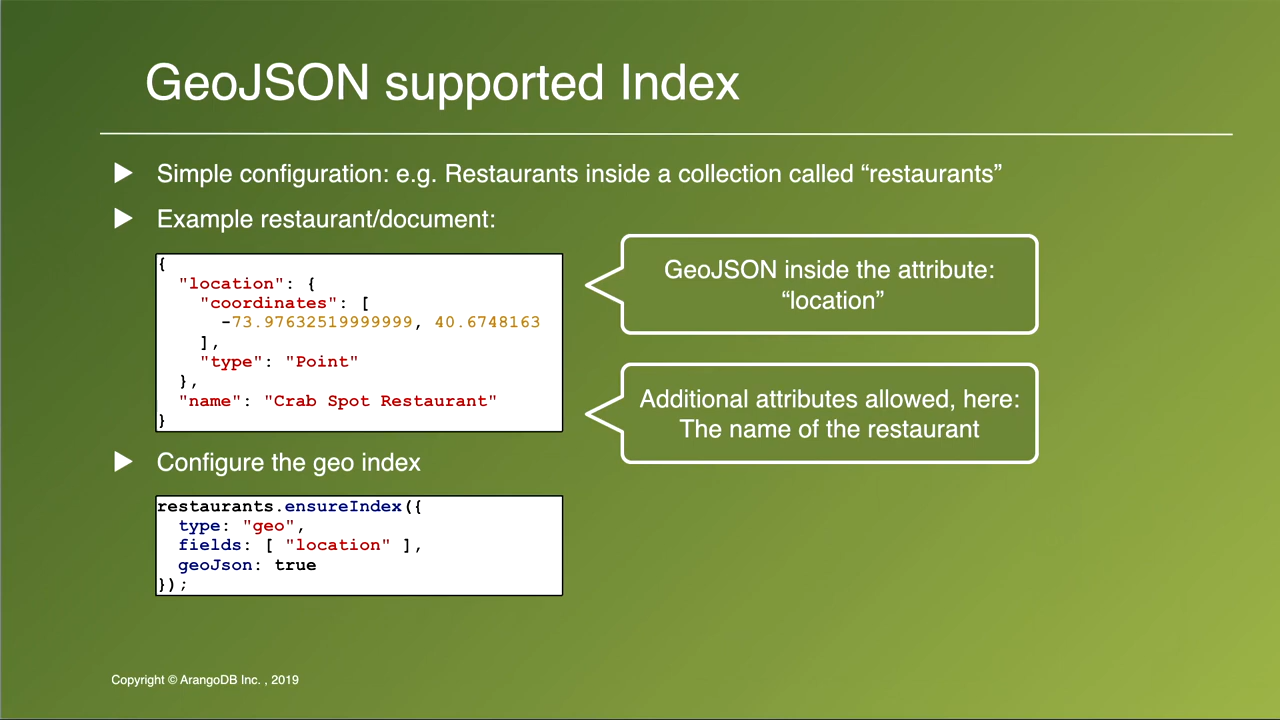 GeoJSON supported Index
Simple configuration: e.g. Restaurants inside a collection called “restaurants”
Example restaurant/document:
{
  "location": {
    "coordinates": [
      -73.97632519999999, 40.6748163
    ],
    "type": "Point"
  },
  "name": "Crab Spot Restaurant"
}
GeoJSON inside the attribute:
“location”
Additional attributes allowed, here:
The name of the restaurant
Configure the geo index
restaurants.ensureIndex({
  type: "geo",
  fields: [ "location" ],
  geoJson: true
});
Copyright © ArangoDB Inc. , 2019